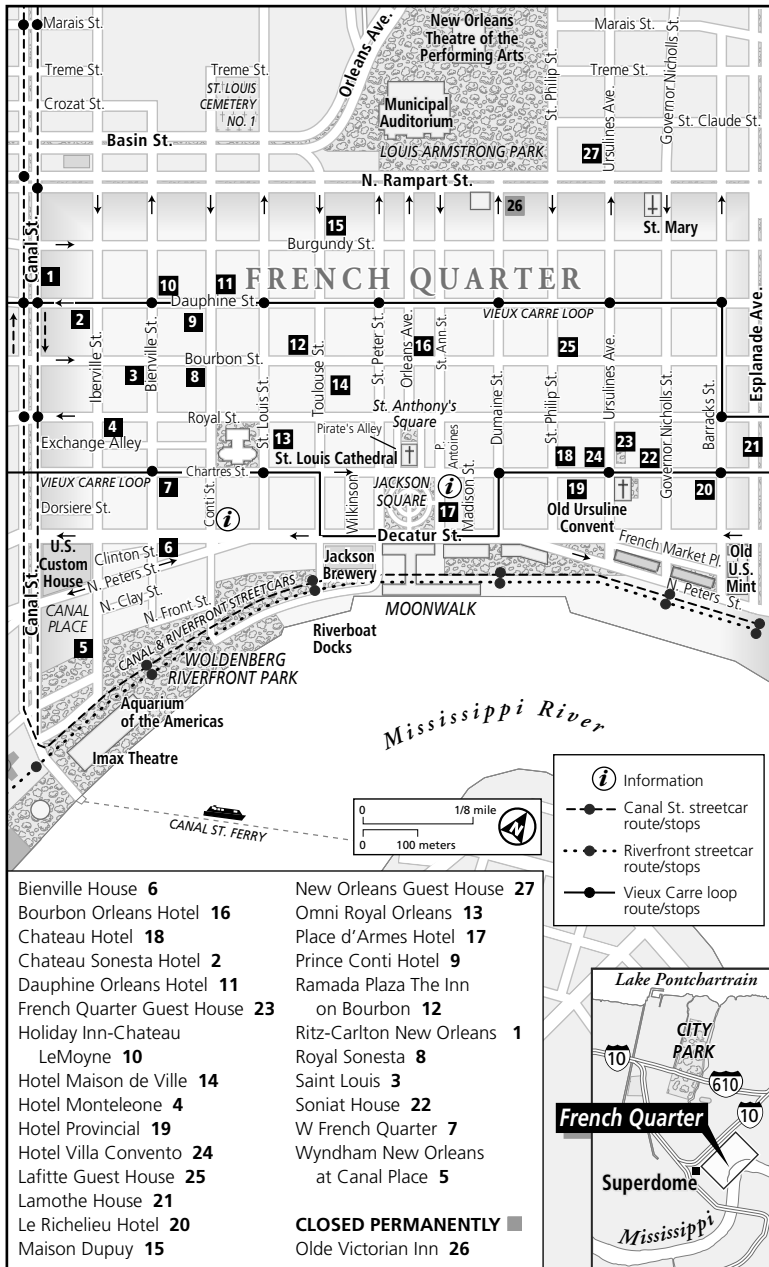 Marais St.
New Orleans
Theatre of the
Performing Arts
Marais St.
Treme St.
Treme St.
Treme St.
Orleans Ave.
St. Philip St.
Ursulines Ave.
Governor Nicholls St.
Crozat St.
ST. LOUIS
CEMETERY
NO. 1
Municipal
Auditorium
St. Claude St.
Basin St.
LOUIS ARMSTRONG PARK
27
N. Rampart St.
26
15
St. Mary
Canal St.
Burgundy St.
1
10
11
FRENCH QUARTER
Dauphine St.
VIEUX CARRE LOOP
Esplanade Ave.
2
9
Iberville St.
Bienville St.
12
Toulouse St.
St. Peter St.
Orleans Ave.
16
St. Ann St.
25
Bourbon St.
3
8
St. Louis St.
14
Dumaine St.
St. Philip St.
Ursulines Ave.
Governor Nicholls St.
Barracks St.
St. Anthony's
Square
4
Royal St.
Pirate's Alley
Exchange Alley
13
St. Louis Cathedral
P.
Antoines
18
24
23
22
21
Chartres St.
VIEUX CARRE LOOP
7
Conti St.
i
Wilkinson
JACKSON
SQUARE
i
17
Madison St.
19
20
Dorsiere St.
Old Ursuline
Convent
Decatur St.
U.S.
Custom
House
Clinton St.
6
Jackson
Brewery
French Market Pl.
Old
U.S.
Mint
N. Peters St.
N. Peters St.
Canal St.
CANAL
PLACE
N. Clay St.
N. Front St.
MOONWALK
5
CANAL & RIVERFRONT STREETCARS
Riverboat
Docks
WOLDENBERG
RIVERFRONT PARK
Aquarium
of the Americas
Mississippi River
Imax Theatre
CANAL ST. FERRY
0 1/8 mile
0 100 meters
N
i Information
Canal St. streetcar
route/stops
Riverfront streetcar
route/stops
Vieux Carre loop
route/stops
Bienville House 6
Bourbon Orleans Hotel 16
Chateau Hotel 18
Chateau Sonesta Hotel 2
Dauphine Orleans Hotel 11
French Quarter Guest House 23
Holiday Inn-Chateau
LeMoyne 10
Hotel Maison de Ville 14
Hotel Monteleone 4
Hotel Provincial 19
Hotel Villa Convento 24
Lafitte Guest House 25
Lamothe House 21
Le Richelieu Hotel 20
Maison Dupuy 15
New Orleans Guest House 27
Omni Royal Orleans 13
Place d'Armes Hotel 17
Prince Conti Hotel 9
Ramada Plaza The Inn
on Bourbon 12
Ritz-Carlton New Orleans 1
Royal Sonesta 8
Saint Louis 3
Soniat House 22
W French Quarter 7
Wyndham New Orleans
at Canal Place 5
CLOSED PERMANENTLY
Olde Victorian Inn 26
Lake Pontchartrain
CITY
PARK
10
610
10
French Quarter
Superdome
Mississippi